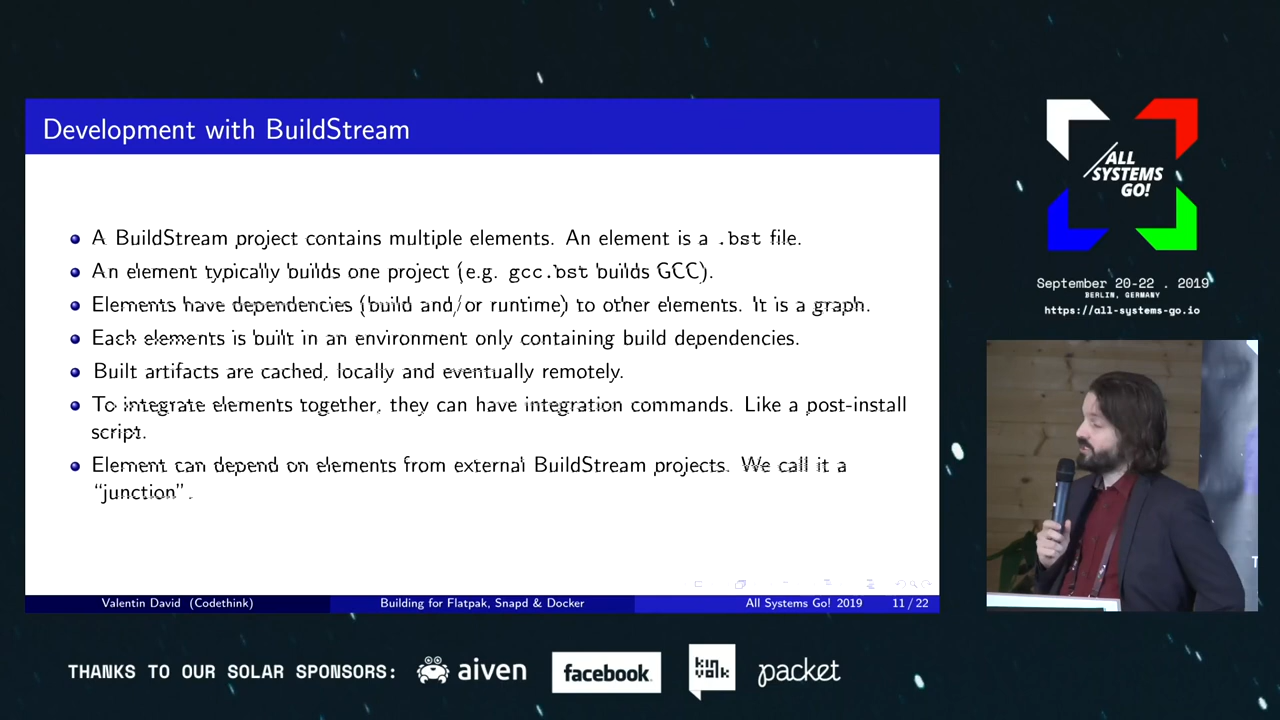 Development with BuildStream
A BuildStream project contains multiple elements. An element is a .bst file.
An element typically builds one project (e.g. gcc.bst builds GCC).
Elements have dependencies (build and/or runtime) to other elements. It is a graph.
Each elements is built in an environment only containing build dependencies.
Built artifacts are cached, locally and eventually remotely.
To integrate elements together, they can have integration commands. Like a post-install
script.
Element can depend on elements from external BuildStream projects. We call it a
“junction”.
Valentin David (Codethink)
Building for Flatpak, Snapd & Docker
All Systems Go! 2019
11 / 22
ALL
SYSTEMS
GO!
September 20-22 . 2019
BERLIN, GERMANY
https://all-systems-go.io
THANKS TO OUR SOLAR SPONSORS:
aiven
facebook.
kin
volk
packet